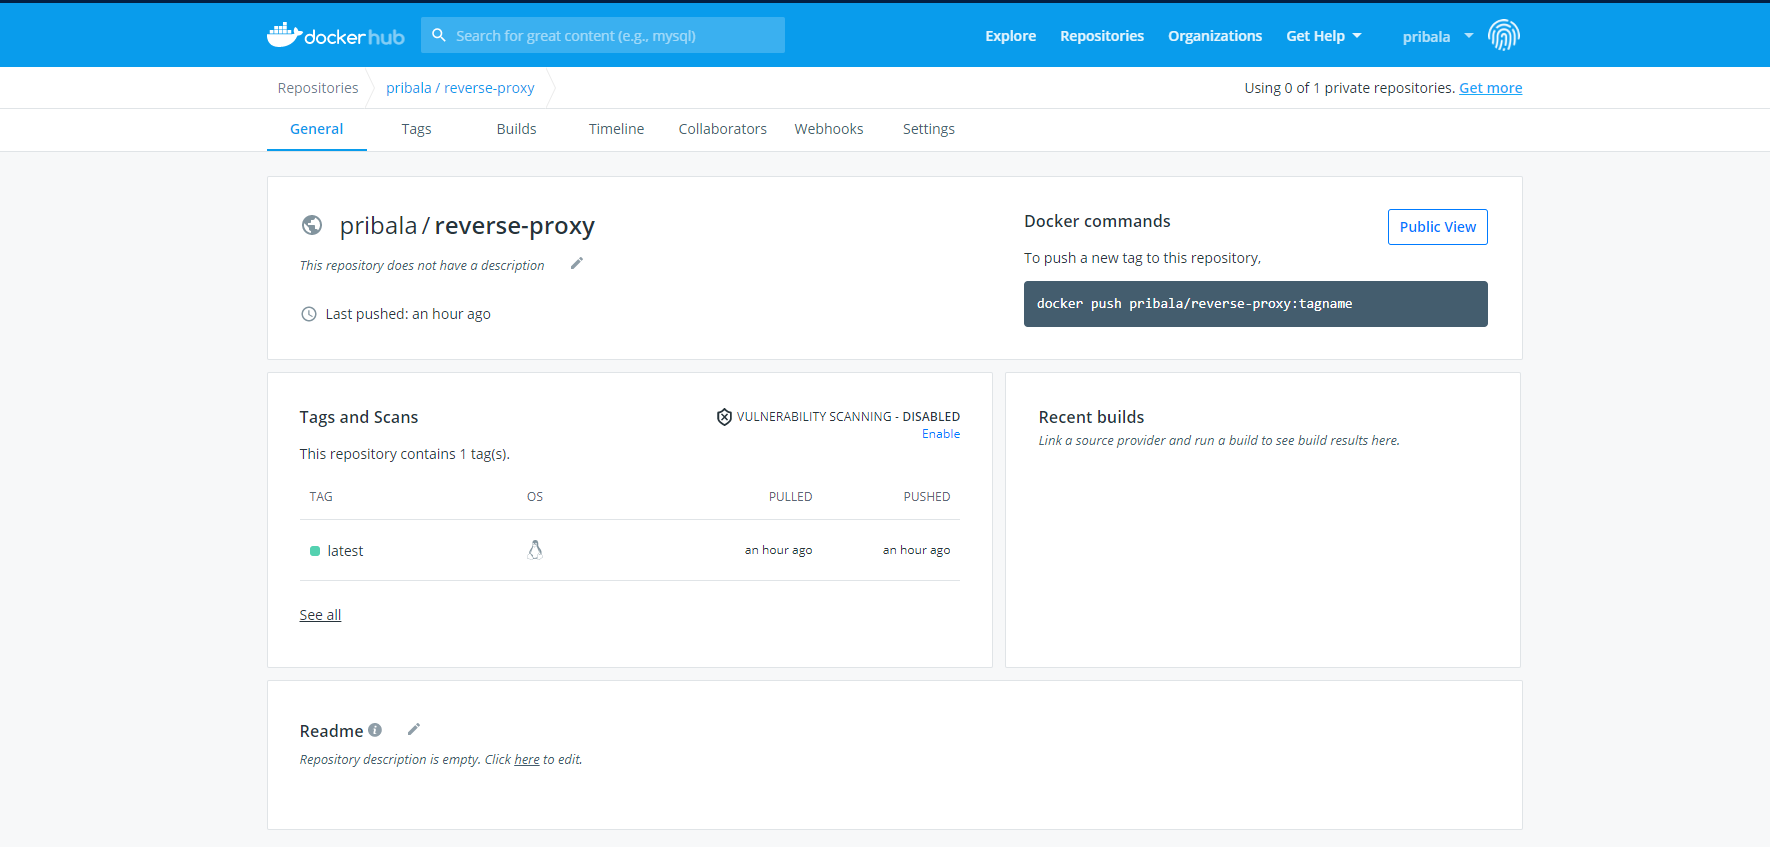 docker hub
Search for great content (e.g., mysql)
Explore
Repositories
Organizations
Get Help
pribala
Repositories
pribala / reverse-proxy
Using 0 of 1 private repositories. Get more
General
Tags
Builds
Timeline
Collaborators
Webhooks
Settings
pribala / reverse-proxy
This repository does not have a description
Last pushed: an hour ago
Docker commands
Public View
To push a new tag to this repository,
docker push pribala/reverse-proxy:tagname
Tags and Scans
VULNERABILITY SCANNING - DISABLED
Enable
This repository contains 1 tag(s).
TAG OS PULLED PUSHED
latest an hour ago an hour ago
See all
Recent builds
Link a source provider and run a build to see build results here.
Readme
Repository description is empty. Click here to edit.